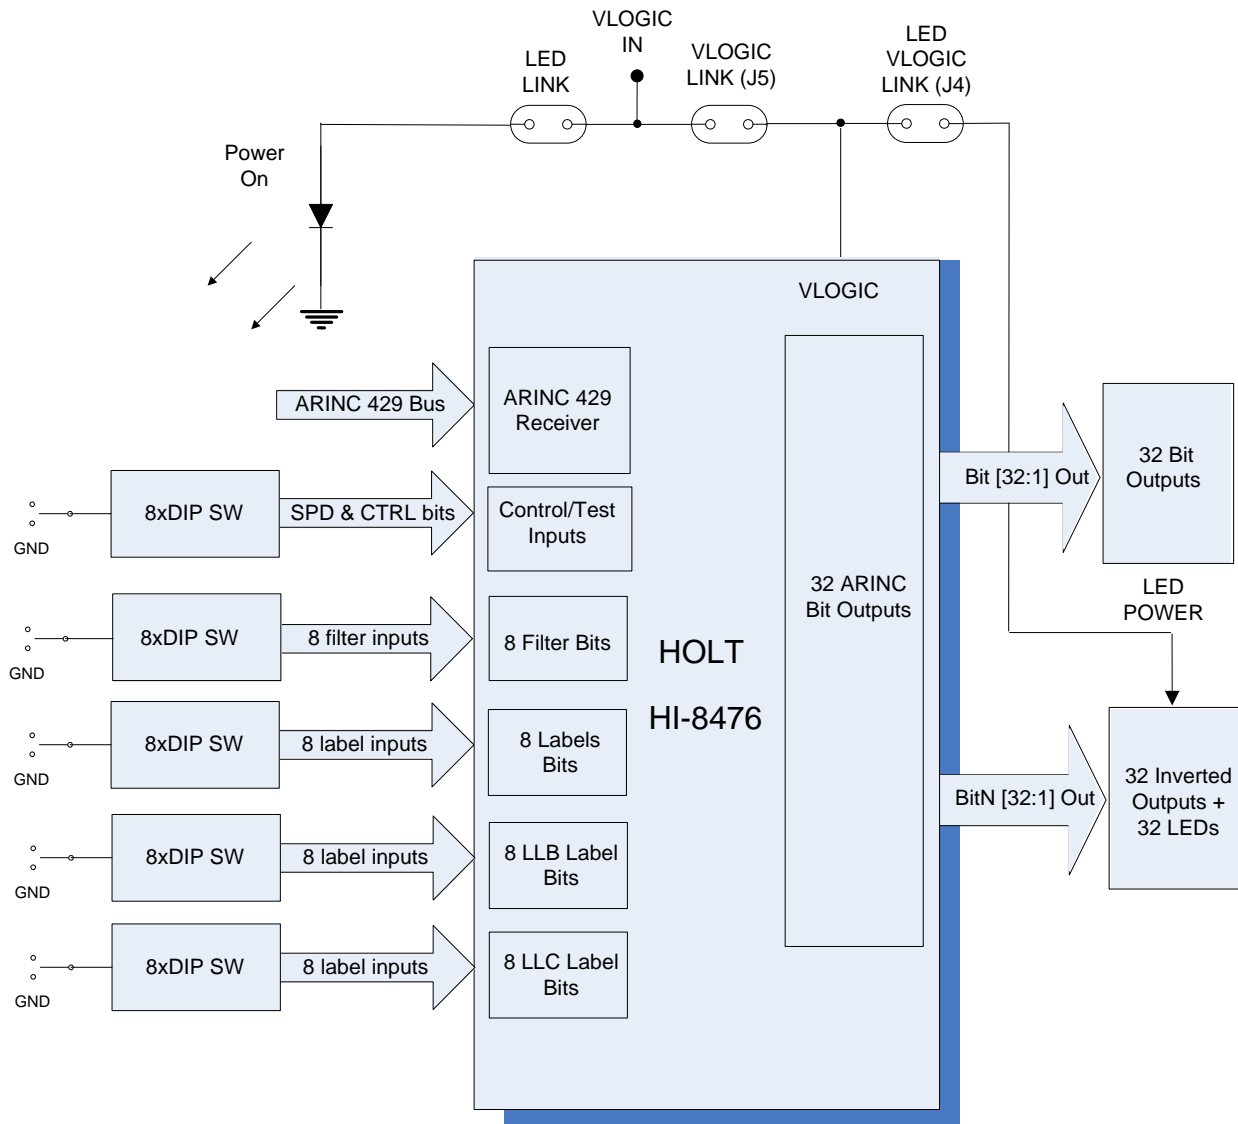 VLOGIC
IN
LED
LINK
VLOGIC
LINK (J5)
LED
VLOGIC
LINK (J4)
Power
On
VLOGIC
ARINC 429 Bus
ARINC 429
Receiver
8xDIP SW
SPD & CTRL bits
Control/Test
Inputs
GND
8xDIP SW
8 filter inputs
8 Filter Bits
GND
8xDIP SW
8 label inputs
8 Labels
Bits
GND
8xDIP SW
8 label inputs
8 LLB Label
Bits
GND
8xDIP SW
8 label inputs
8 LLC Label
Bits
GND
HOLT
HI-8476
32 ARINC
Bit Outputs
Bit [32:1] Out
32 Bit
Outputs
LED
POWER
BitN [32:1] Out
32 Inverted
Outputs +
32 LEDs